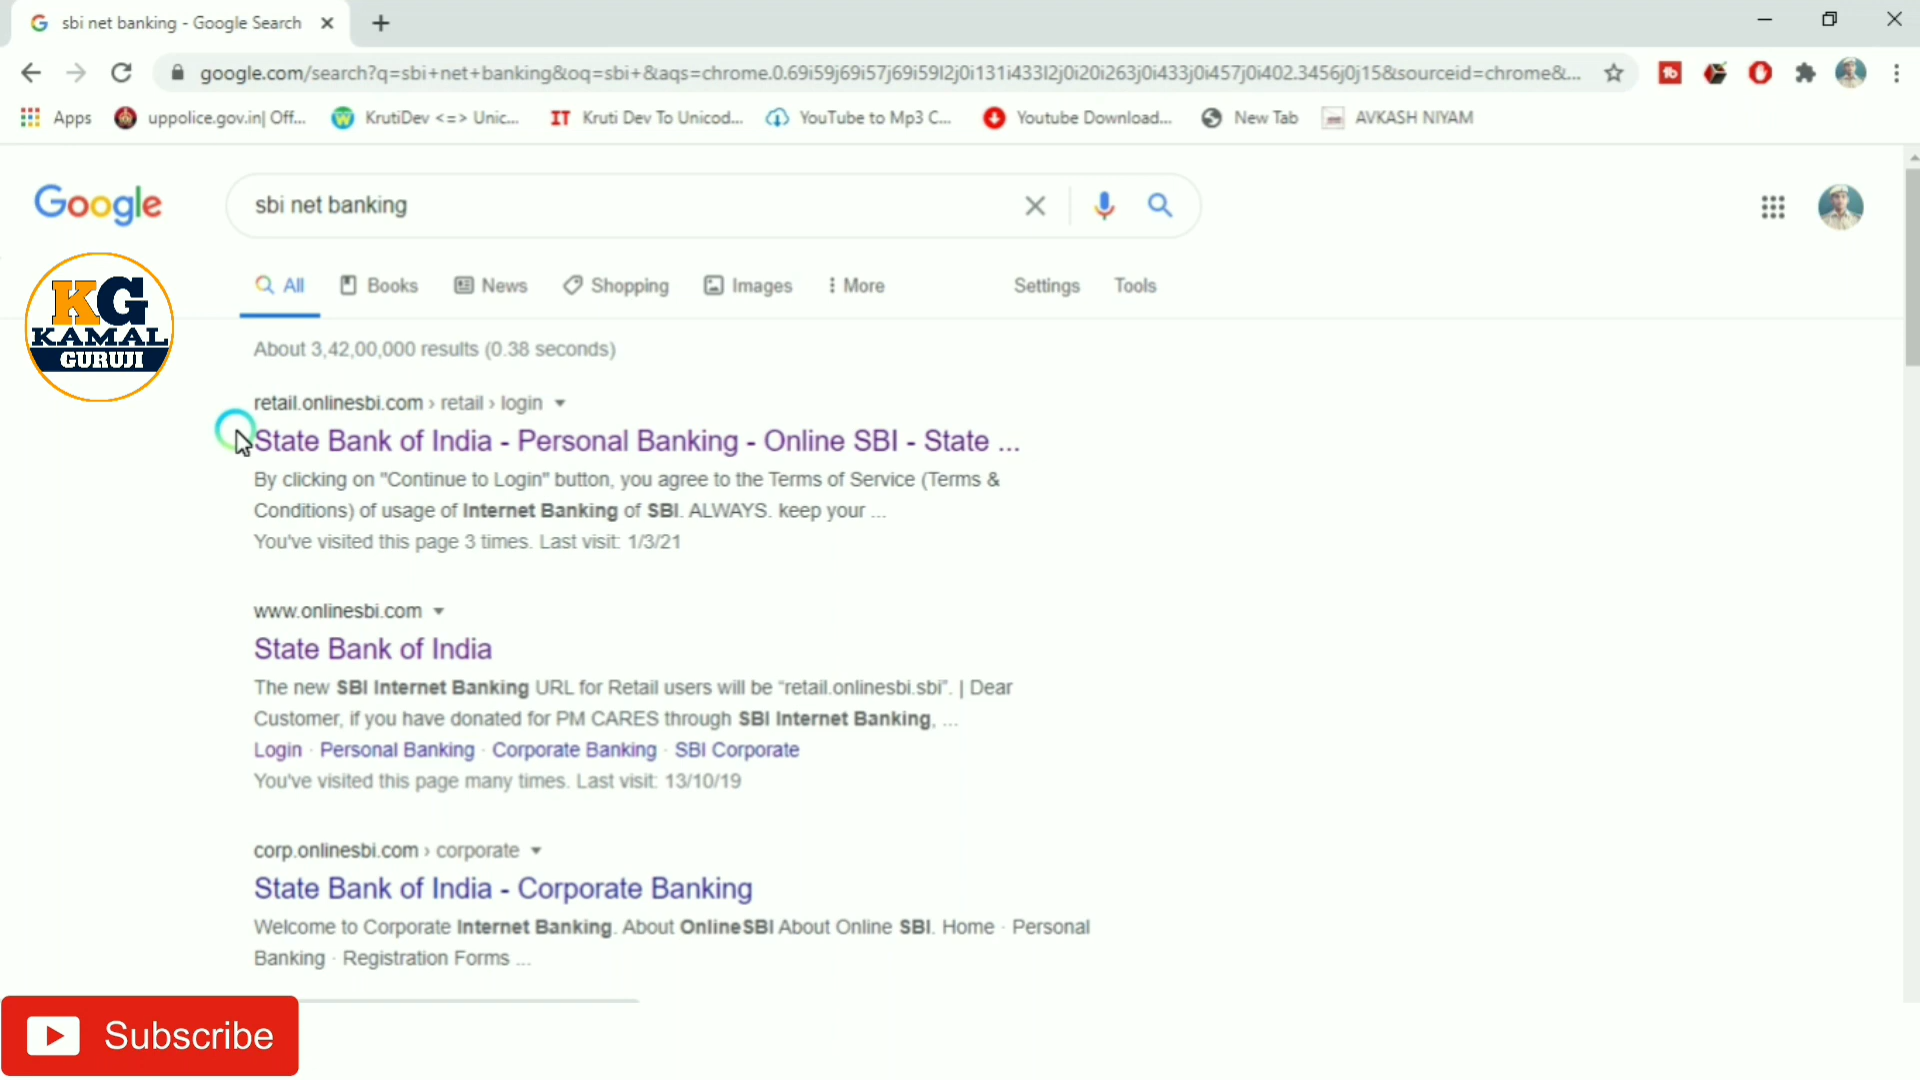 sbi net banking - Google Search
google.com/search?q=sbi+net+banking&oq=sbi+&aqs=chrome.0.69i59j69i57j69i59l2j0i131i433l2j0i20i263j0i433j0i457j0i402.3456j0j15&sourceid=chrome&...
Apps uppolice.gov.in| Off... KrutiDev <=> Unic... IT Kruti Dev To Unicod... YouTube to Mp3 C... Youtube Download... New Tab AVKASH NIYAM
Google sbi net banking
KG
KAMAL
GURUJI
All Books News Shopping Images More Settings Tools
About 3,42,00,000 results (0.38 seconds)
retail.onlinesbi.com › retail › login
State Bank of India - Personal Banking - Online SBI - State ...
By clicking on "Continue to Login" button, you agree to the Terms of Service (Terms &
Conditions) of usage of Internet Banking of SBI. ALWAYS. keep your ...
You've visited this page 3 times. Last visit: 1/3/21
www.onlinesbi.com
State Bank of India
The new SBI Internet Banking URL for Retail users will be "retail.onlinesbi.sbi". | Dear
Customer, if you have donated for PM CARES through SBI Internet Banking, ...
Login · Personal Banking · Corporate Banking · SBI Corporate
You've visited this page many times. Last visit: 13/10/19
corp.onlinesbi.com › corporate
State Bank of India - Corporate Banking
Welcome to Corporate Internet Banking. About OnlineSBI About Online SBI. Home · Personal
Banking · Registration Forms ...
Subscribe